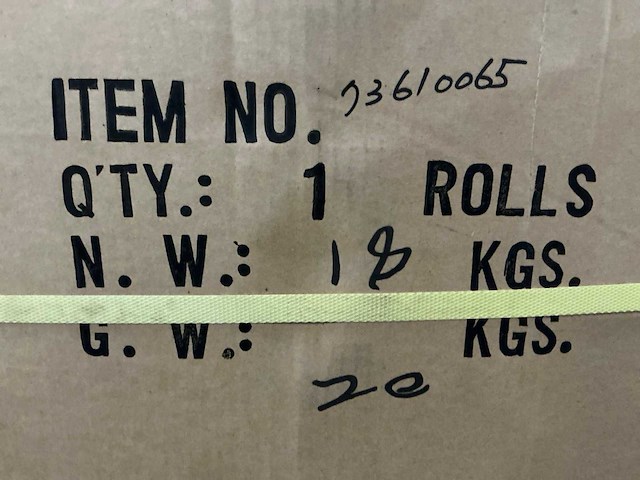 ITEM NO. 73610065
Q'TY.: 1 ROLLS
N. W.: 18 KGS.
G. W.: KGS.
20